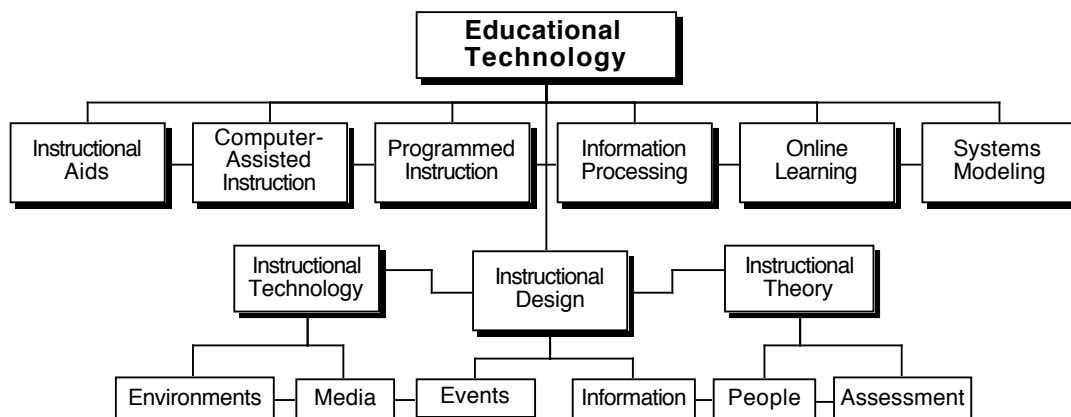 Educational
Technology
Instructional
Aids
Computer-
Assisted
Instruction
Programmed
Instruction
Information
Processing
Online
Learning
Systems
Modeling
Instructional
Technology
Instructional
Design
Instructional
Theory
Environments
Media
Events
Information
People
Assessment